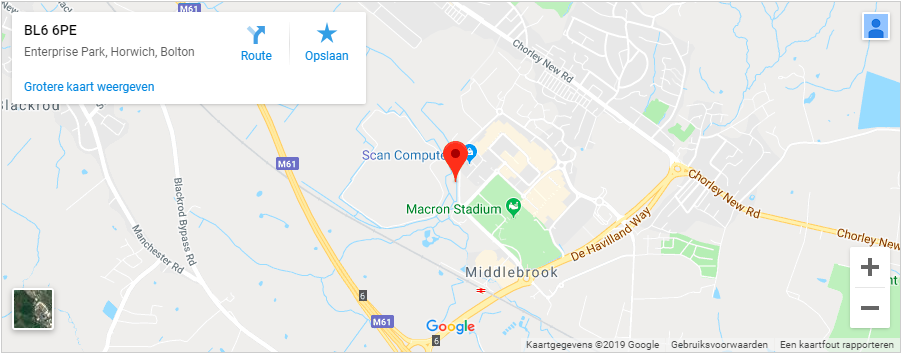 BL6 6PE
Enterprise Park, Horwich, Bolton
Route
Opslaan
Grotere kaart weergeven
Blackrod
M61
Chorley New Rd
M61
Scan Compute
Blackrod Bypass Rd
Manchester Rd
Macron Stadium
Chorley New Rd
De Havilland Way
Chorley New
Middlebrook
6
M61
6
Google
Kaartgegevens ©2019 Google
Gebruiksvoorwaarden
Een kaartfout rapporteren